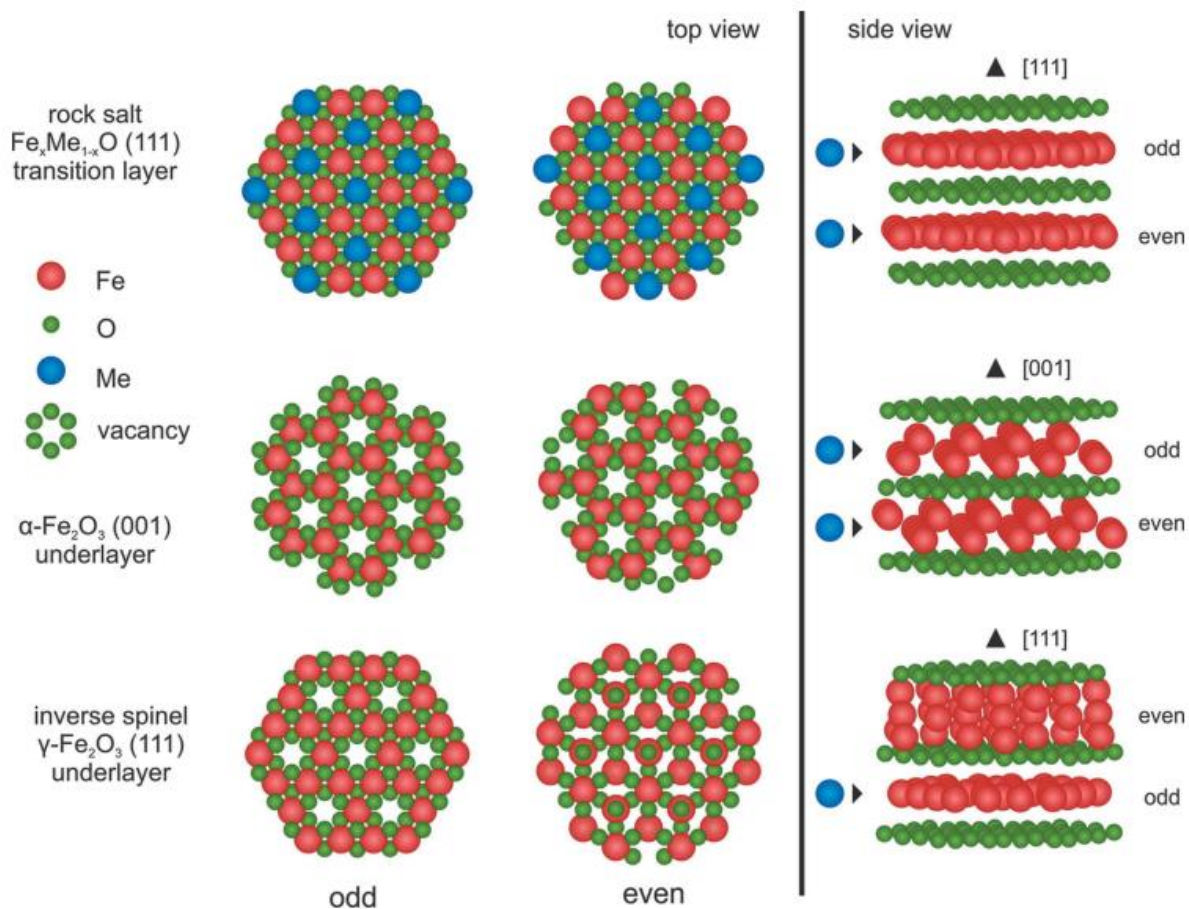 top view
side view
▲ [111]
rock salt
FeₓMe₁₋ₓO (111)
transition layer
odd
even
Fe
O
Me
vacancy
▲ [001]
odd
even
α-Fe₂O₃ (001)
underlayer
▲ [111]
inverse spinel
γ-Fe₂O₃ (111)
underlayer
even
odd
odd
even